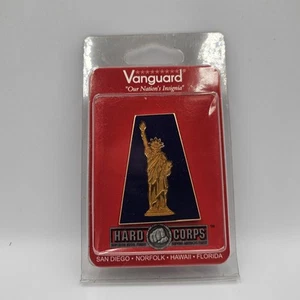 Vanguard
"Our Nation's Insignia"
HARD CORPS
SAN DIEGO • NORFOLK • HAWAII • FLORIDA